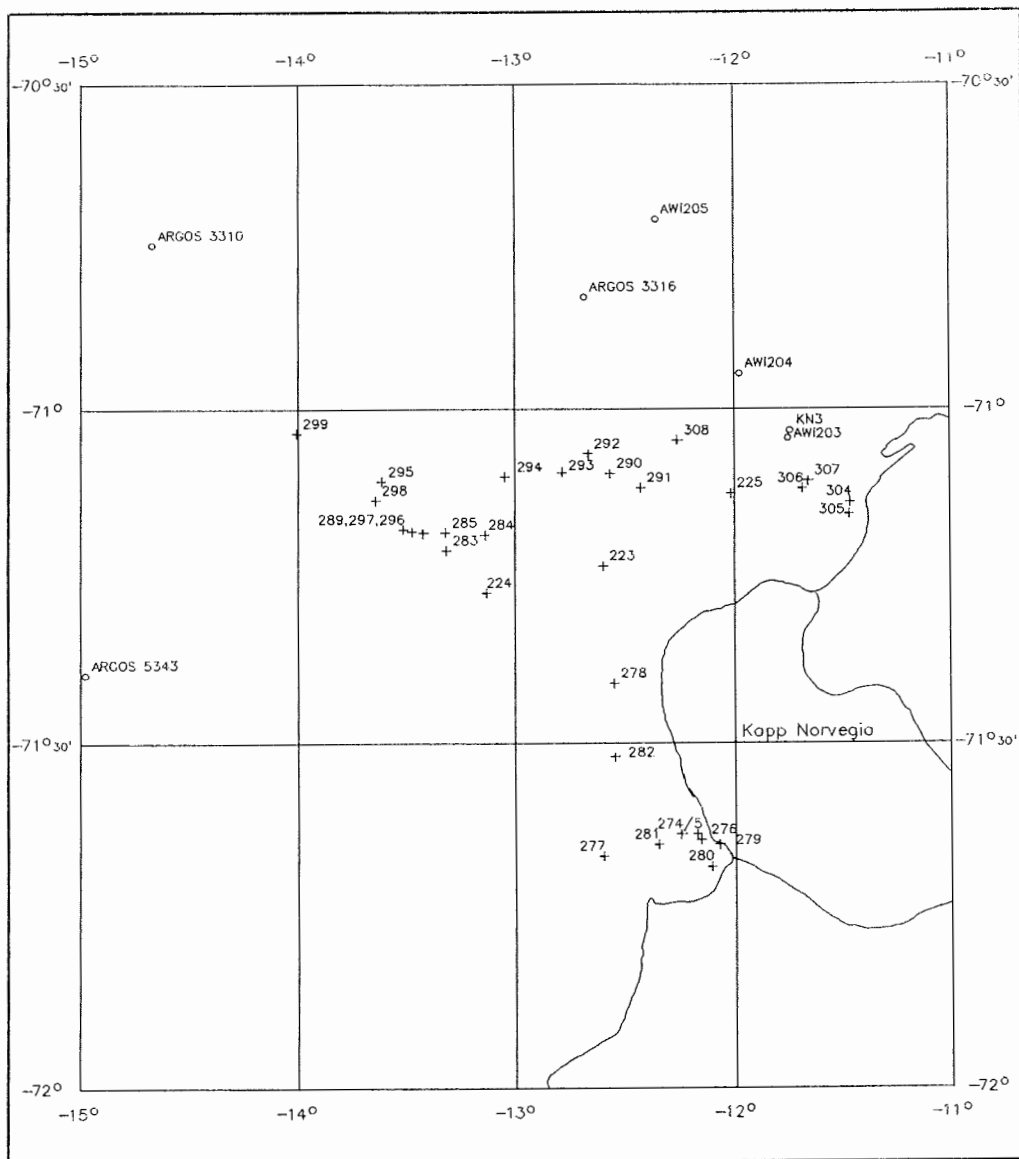 -15° -14° -13° -12° -11°
-70°30' -70°30'
AWI205
ARGOS 3310
ARGOS 3316
AWI204
-71° -71°
KN3
AWI203
299
308
292
295 294 293 290
307
306
298 291 225 304
305
289,297,296 285 284
283
223
224
ARGOS 5343
278
-71°30' Kapp Norvegia -71°30'
282
274/5 276
281 279
277 280
-72° -72°
-15° -14° -13° -12° -11°